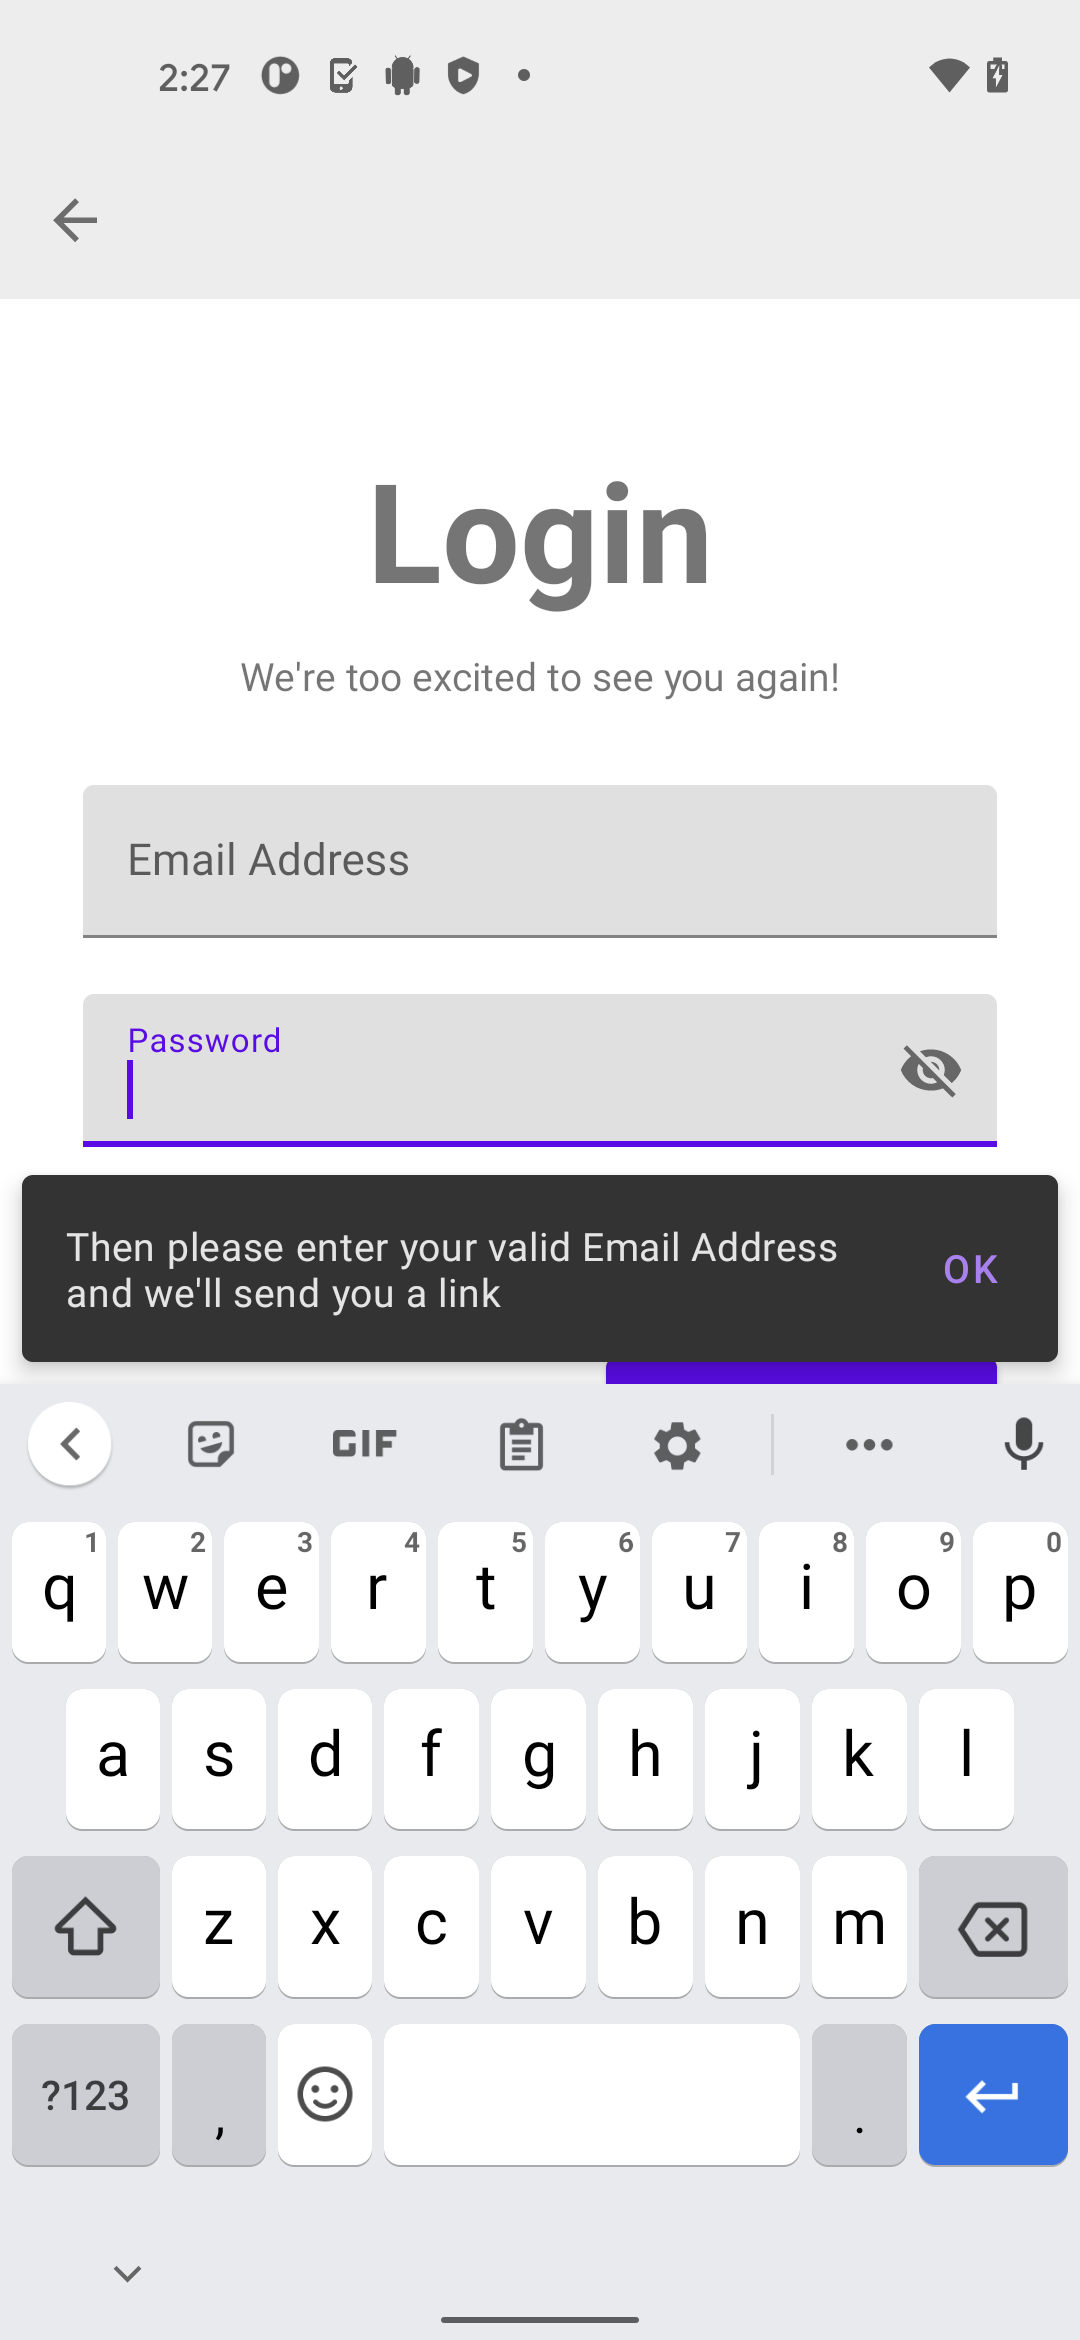 2:27
Login
We're too excited to see you again!
Email Address
Password
Then please enter your valid Email Address
and we'll send you a link
OK
GIF
1 2 3 4 5 6 7 8 9 0
q w e r t y u i o p
a s d f g h j k l
z x c v b n m
?123 , .